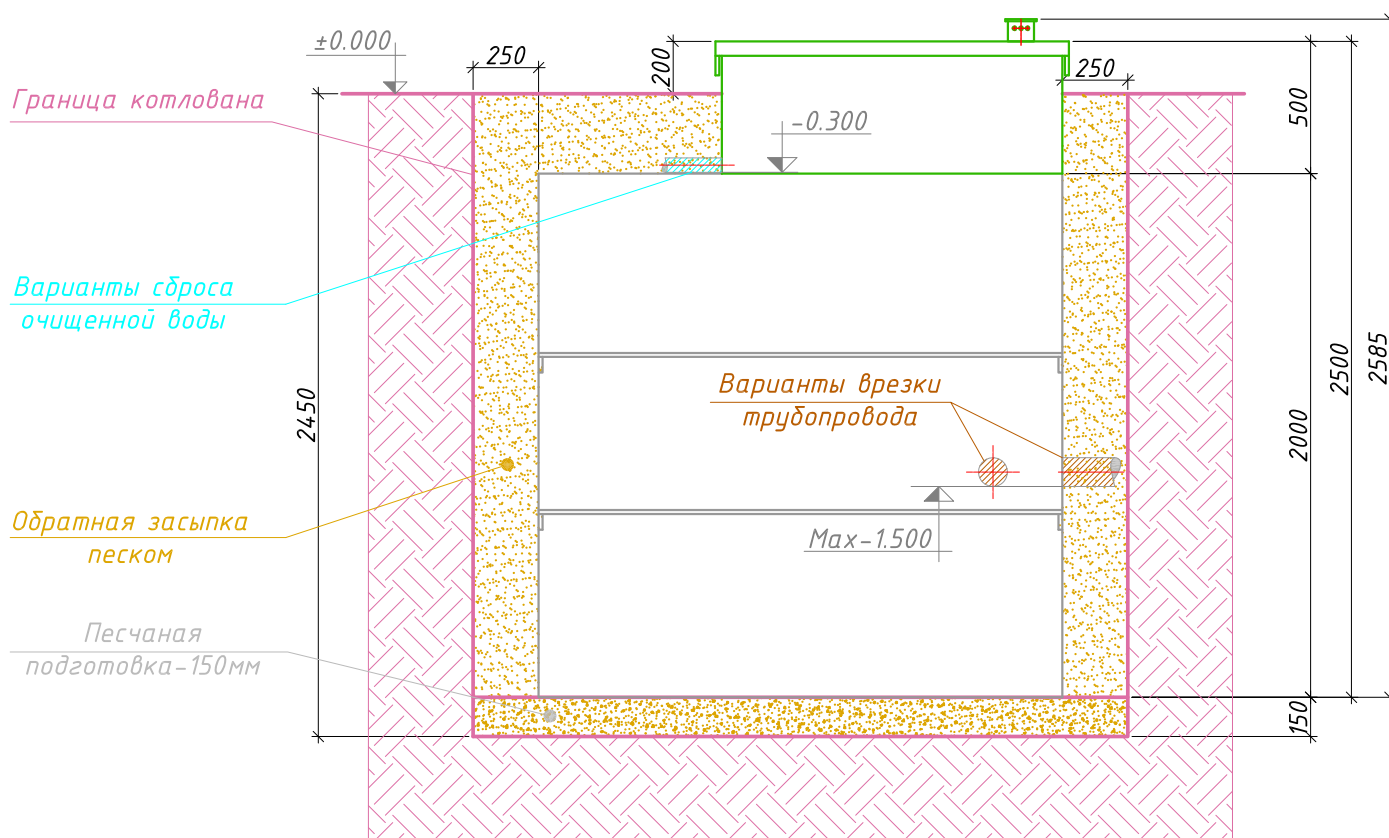 ±0.000
250
200
250
Граница котлована
-0.300
500
Варианты сброса
очищенной воды
2450
Варианты врезки
трубопровода
2500
2585
2000
Обратная засыпка
песком
Max-1.500
Песчаная
подготовка-150мм
150